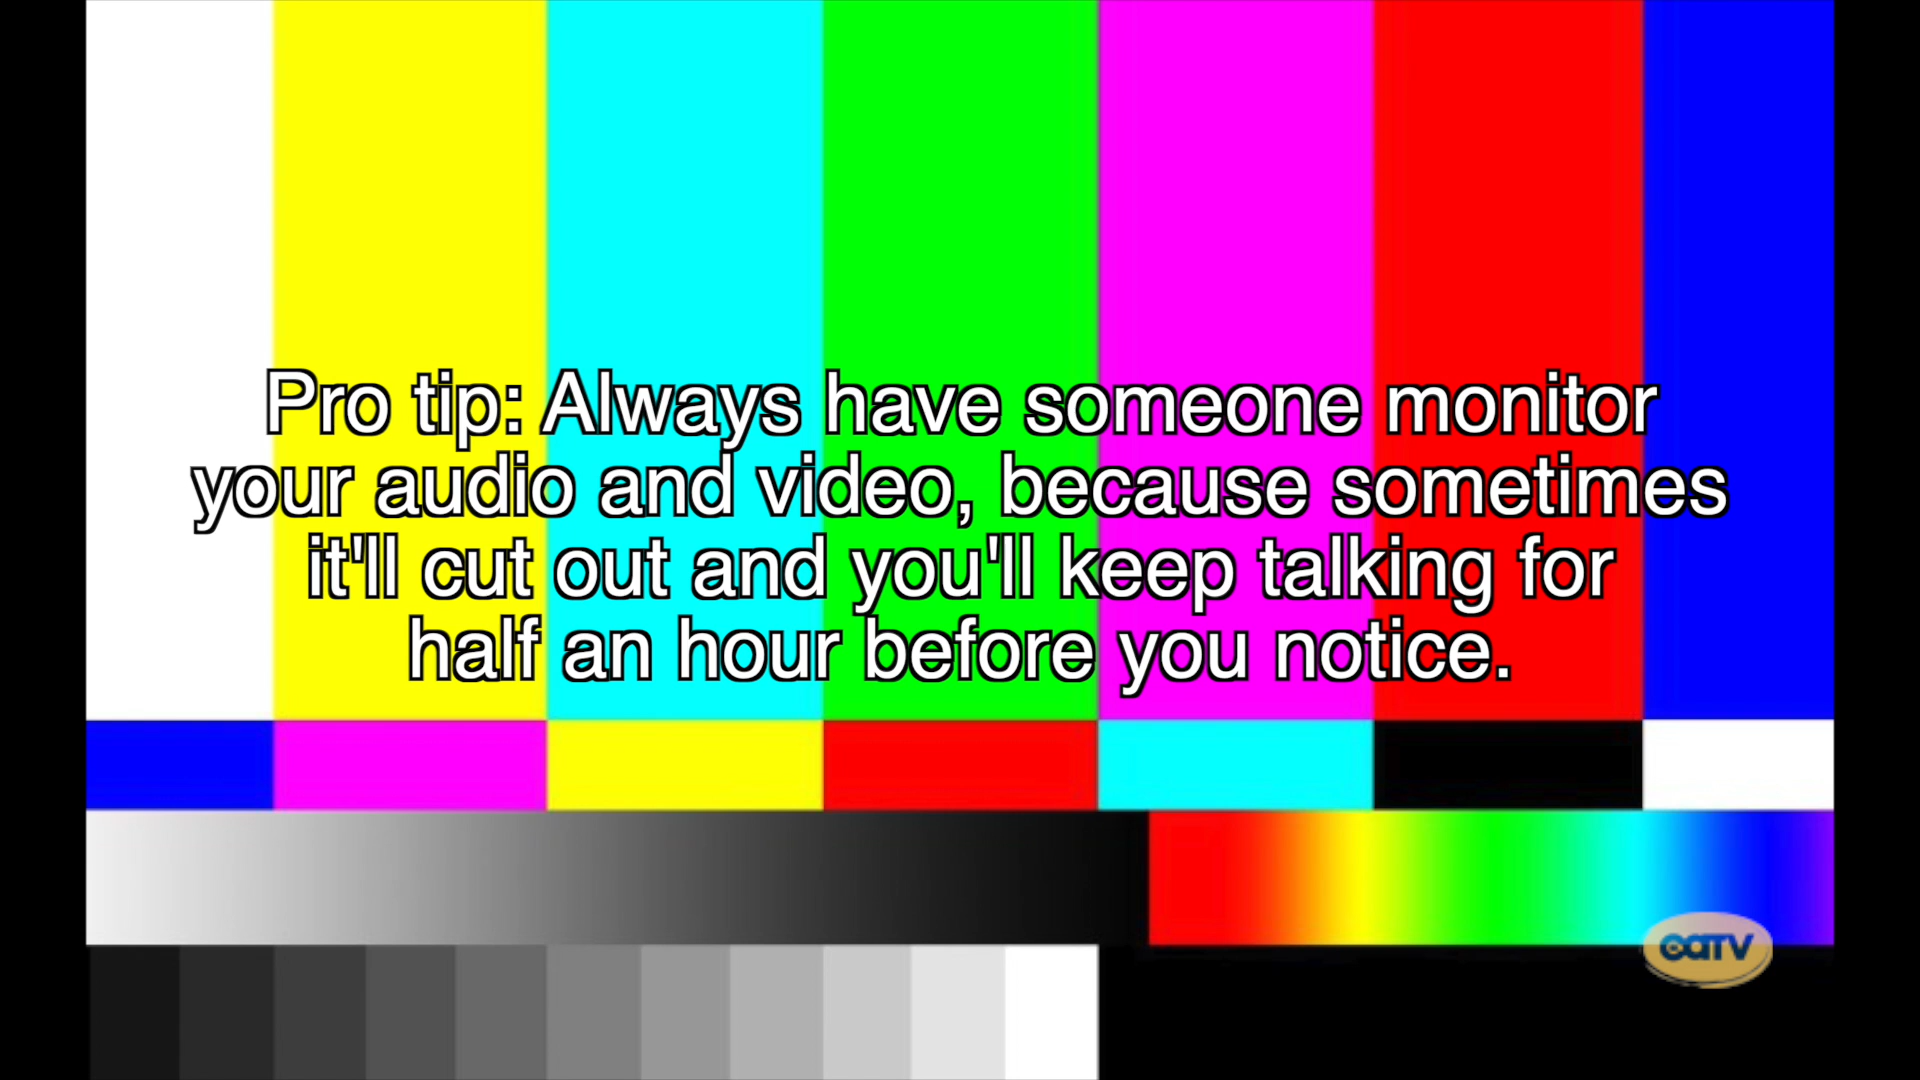 Pro tip: Always have someone monitor
your audio and video, because sometimes
it'll cut out and you'll keep talking for
half an hour before you notice.
catv